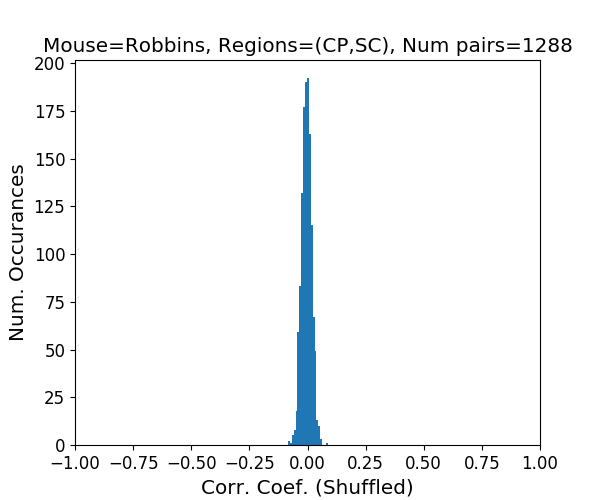 Mouse=Robbins, Regions=(CP,SC), Num pairs=1288
200
175
150
125
100
75
50
25
0
Num. Occurances
−1.00 −0.75 −0.50 −0.25 0.00 0.25 0.50 0.75 1.00
Corr. Coef. (Shuffled)